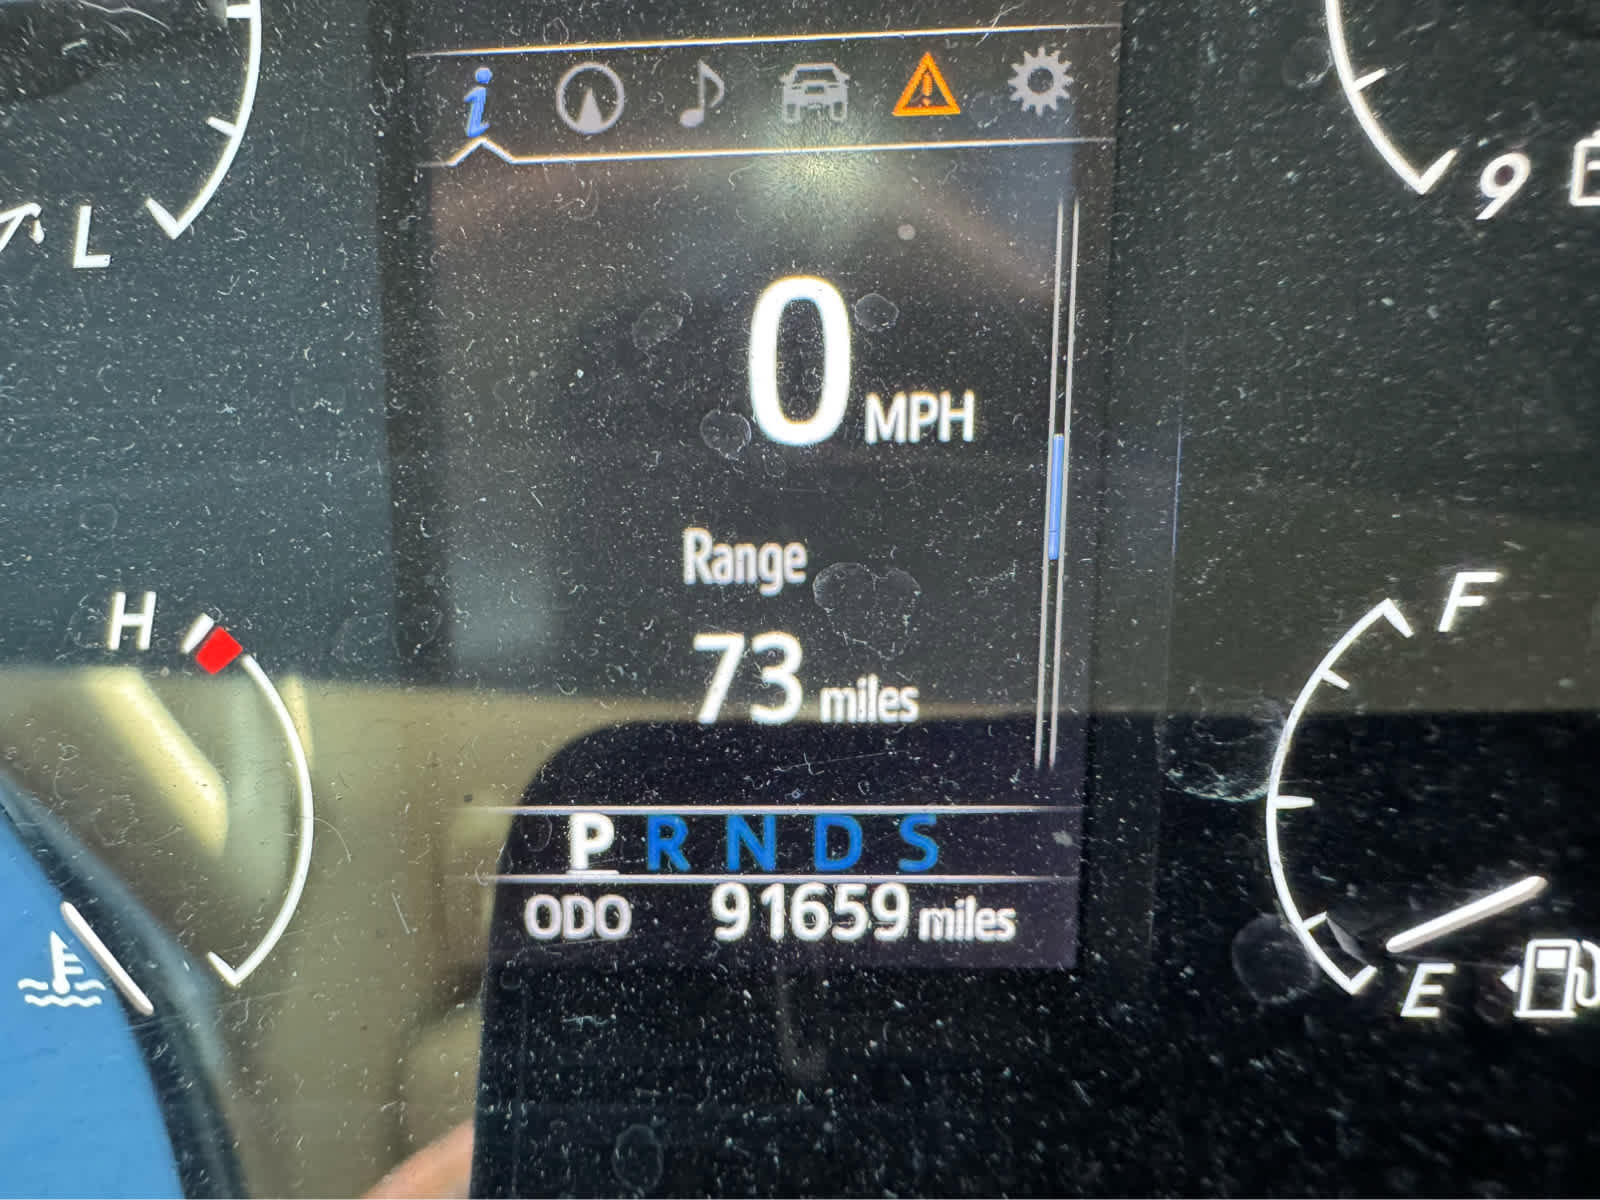 L
9
0 MPH
Range
73 miles
H
F
P R N D S
ODO 91659 miles
E